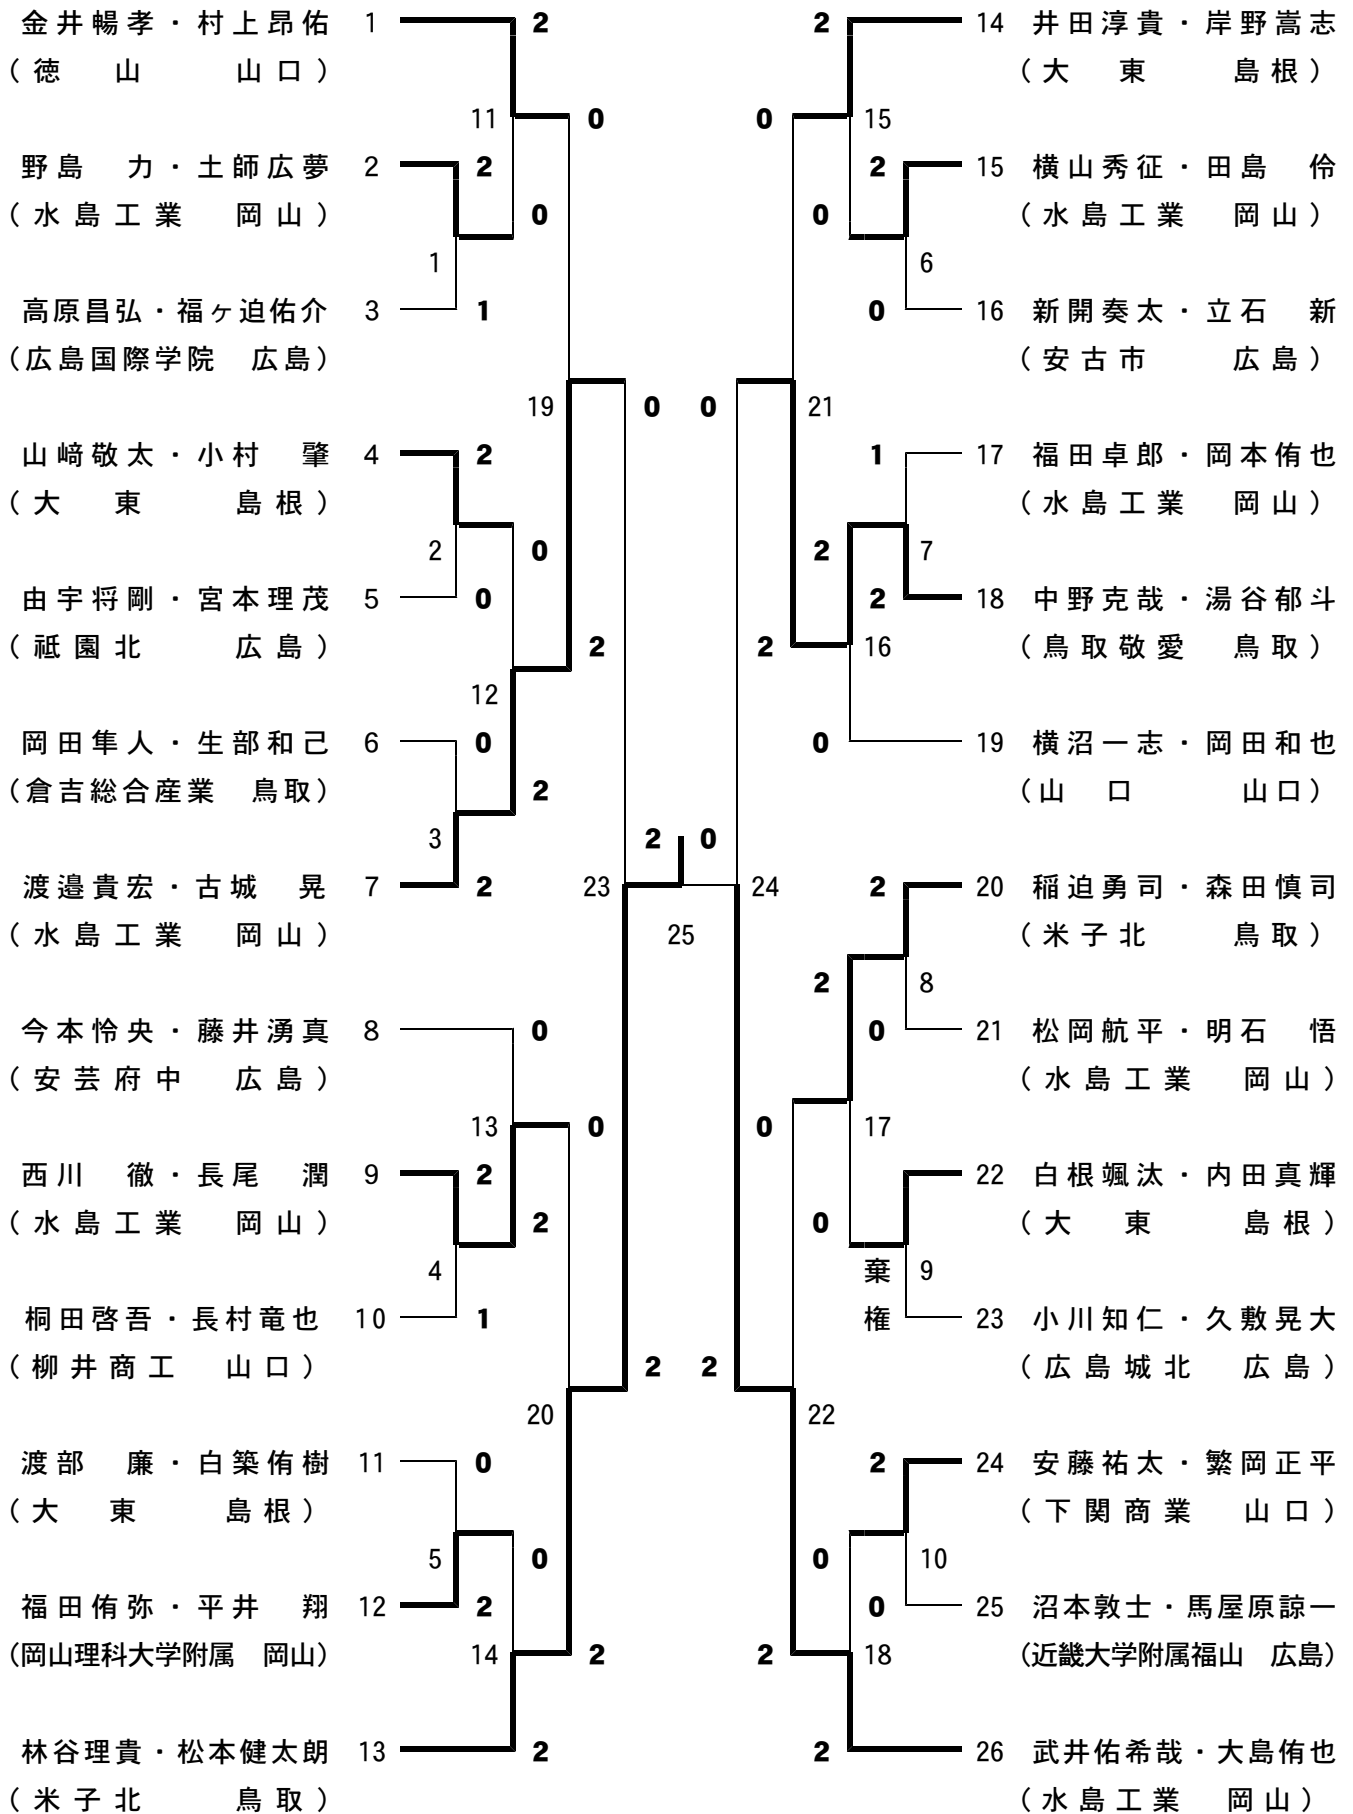 金井暢孝・村上昂佑 1 2
(徳山 山口)
11 0
野島 力・土師広夢 2 2
(水島工業 岡山) 0
1
高原昌弘・福ヶ迫佑介 3 1
(広島国際学院 広島)
19 0
山﨑敬太・小村 肇 4 2
(大東 島根)
2 0
由宇将剛・宮本理茂 5 0
(祗園北 広島) 2
12
岡田隼人・生部和己 6 0
(倉吉総合産業 鳥取) 2
3
渡邉貴宏・古城 晃 7 2 23
(水島工業 岡山)
今本怜央・藤井湧真 8 0
(安芸府中 広島)
13 0
西川 徹・長尾 潤 9 2
(水島工業 岡山) 2
4
桐田啓吾・長村竜也 10 1
(柳井商工 山口) 2
20
渡部 廉・白築侑樹 11 0
(大東 島根)
5 0
福田侑弥・平井 翔 12 2
(岡山理科大学附属 岡山) 14 2
林谷理貴・松本健太朗 13 2
(米子北 鳥取)
2 0
25
2 14 井田淳貴・岸野嵩志
(大東 島根)
0 15
2 15 横山秀征・田島 伶
0 (水島工業 岡山)
6
0 16 新開奏太・立石 新
(安古市 広島)
0 21
1 17 福田卓郎・岡本侑也
(水島工業 岡山)
2 7
2 18 中野克哉・湯谷郁斗
2 16 (鳥取敬愛 鳥取)
0 19 横沼一志・岡田和也
(山口 山口)
24 2 20 稲迫勇司・森田慎司
(米子北 鳥取)
2 8
0 21 松岡航平・明石 悟
(水島工業 岡山)
0 17
22 白根颯汰・内田真輝
0 (大東 島根)
棄 9
権 23 小川知仁・久敷晃大
2 (広島城北 広島)
22
2 24 安藤祐太・繁岡正平
(下関商業 山口)
0 10
0 25 沼本敦士・馬屋原諒一
2 18 (近畿大学附属福山 広島)
2 26 武井佑希哉・大島侑也
(水島工業 岡山)